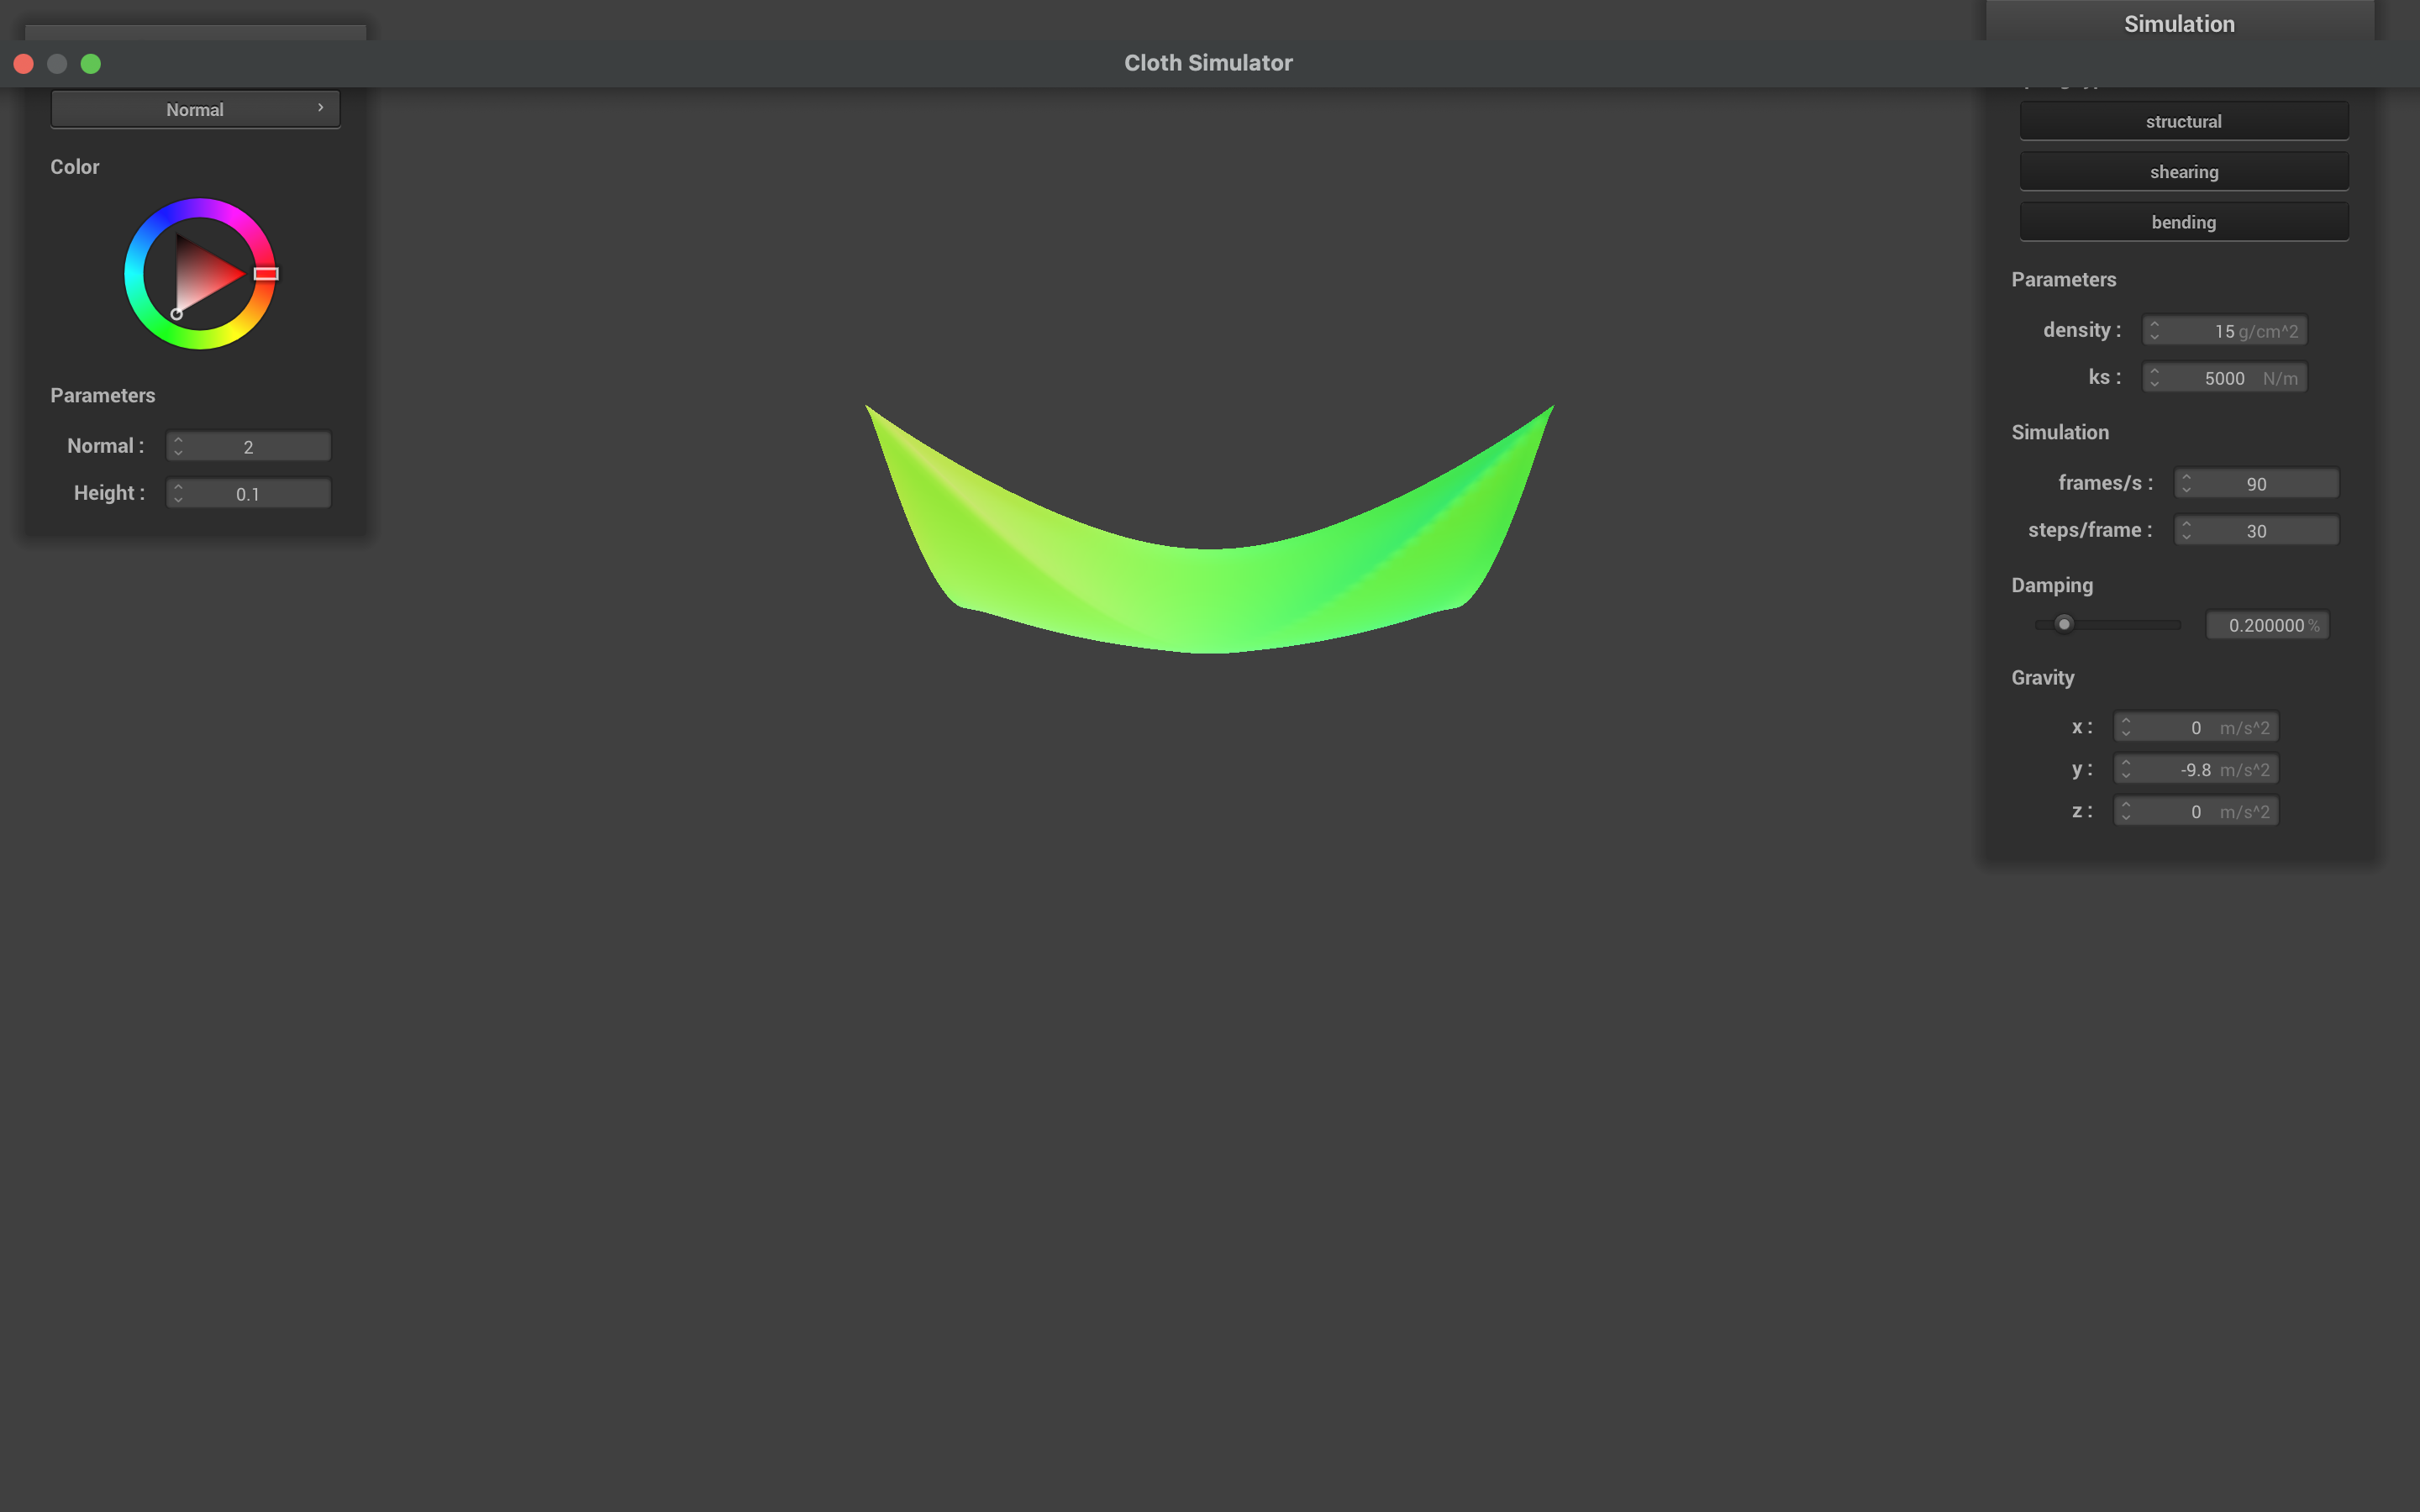 Simulation
Cloth Simulator
Normal
Color
Parameters
Normal :
2
Height :
0.1
structural
shearing
bending
Parameters
density :
15 g/cm^2
ks :
5000 N/m
Simulation
frames/s :
90
steps/frame :
30
Damping
0.200000 %
Gravity
x :
0 m/s^2
y :
-9.8 m/s^2
z :
0 m/s^2